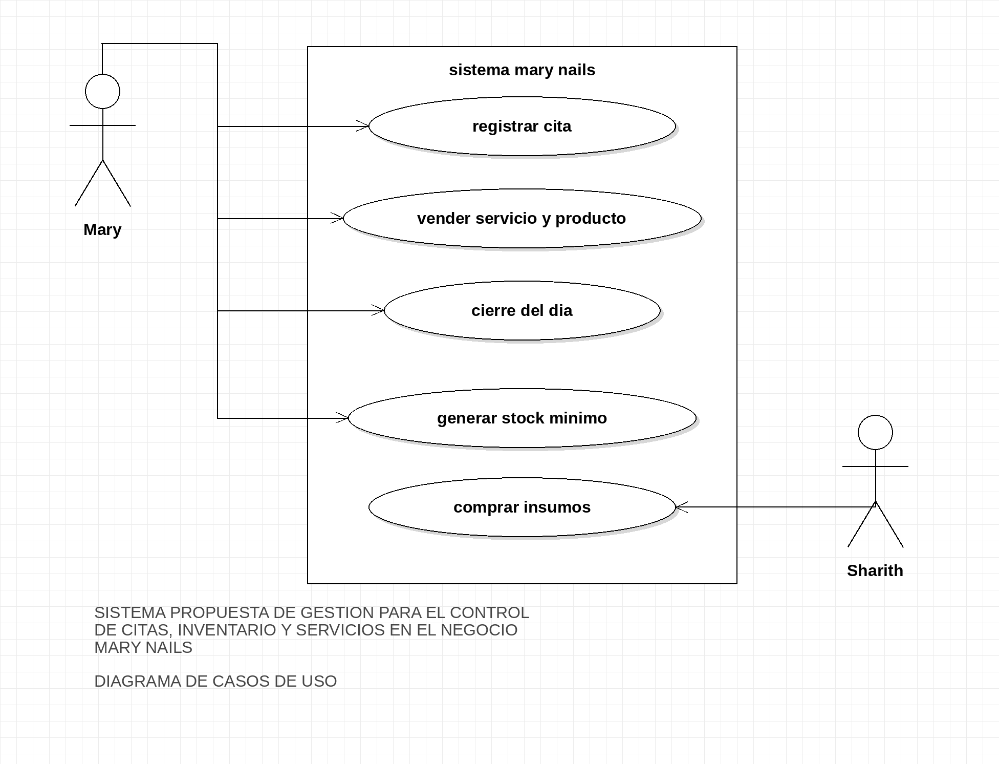 sistema mary nails
registrar cita
vender servicio y producto
Mary
cierre del dia
generar stock minimo
comprar insumos
Sharith
SISTEMA PROPUESTA DE GESTION PARA EL CONTROL
DE CITAS, INVENTARIO Y SERVICIOS EN EL NEGOCIO
MARY NAILS
DIAGRAMA DE CASOS DE USO